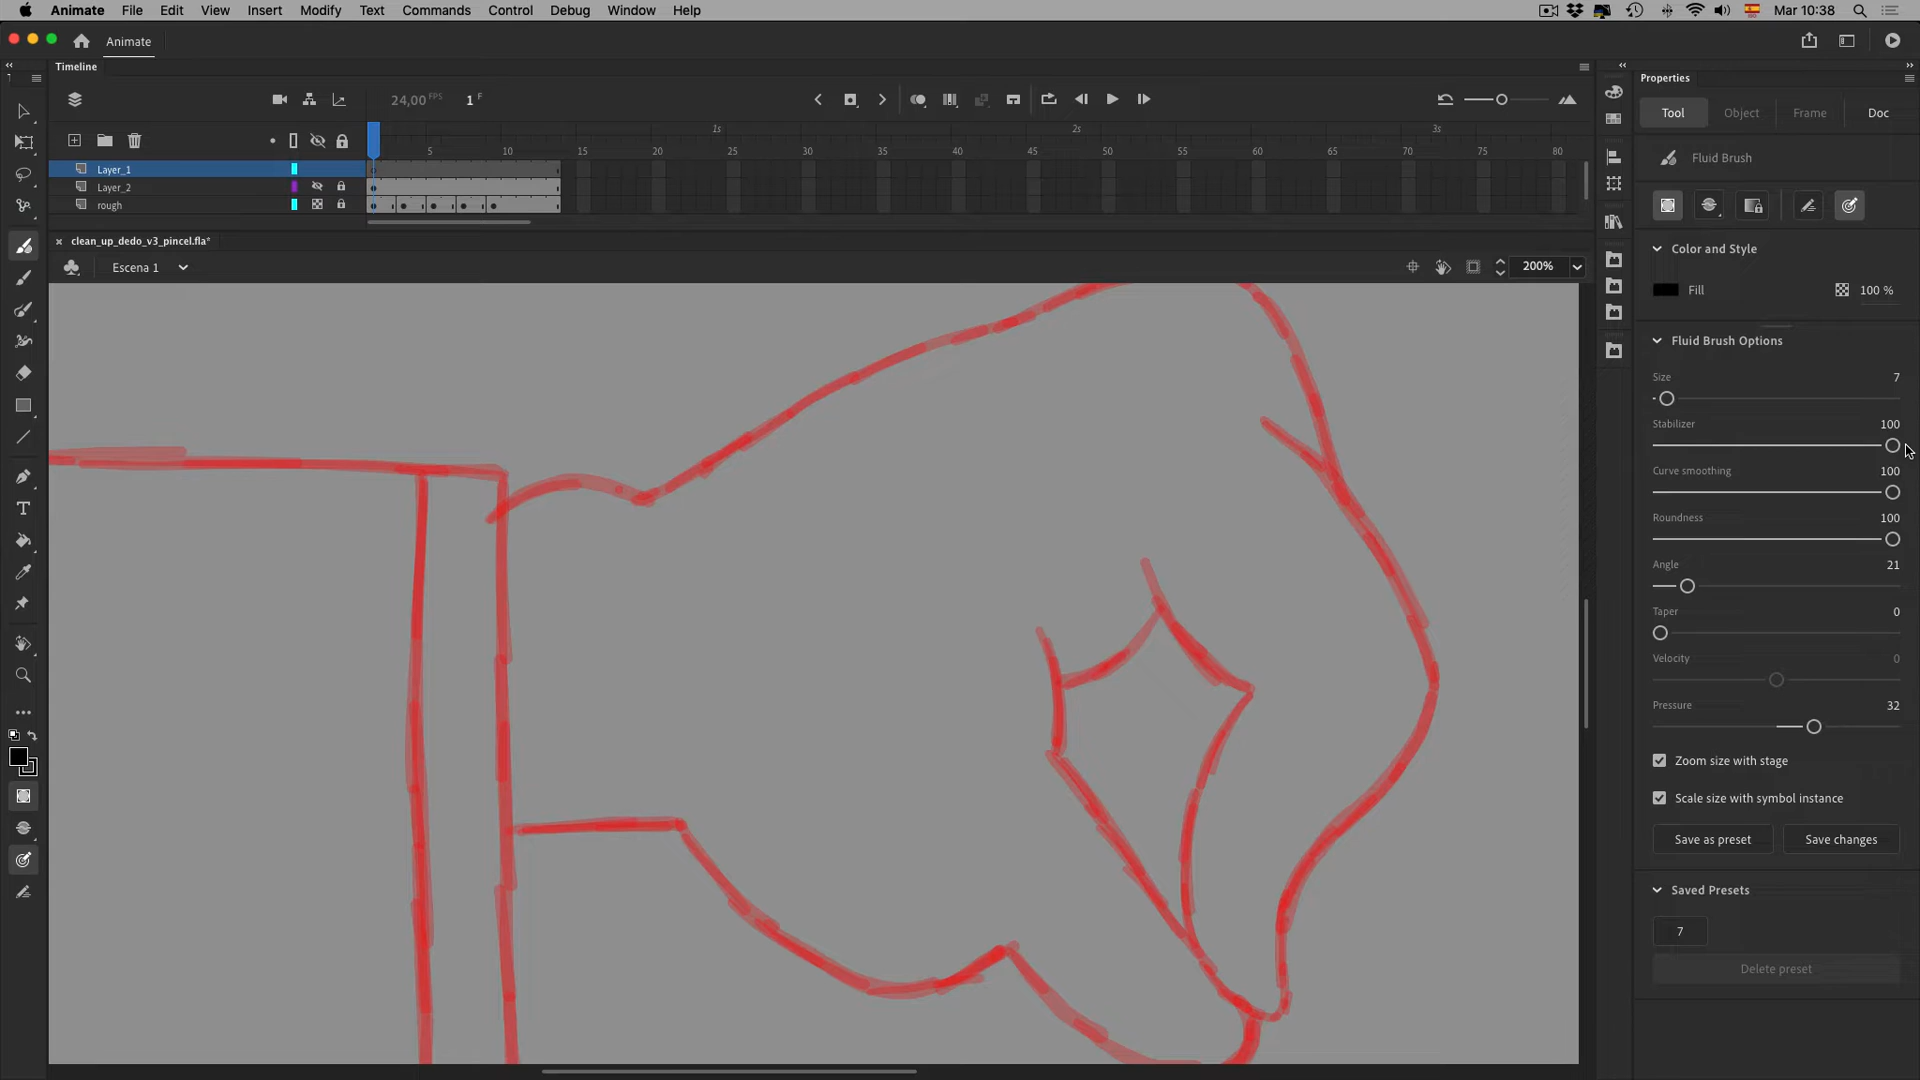 Animate File Edit View Insert Modify Text Commands Control Debug Window Help Mar 10:38
Animate
Timeline
Properties
24,00 FPS 1 F
Tool Object Frame Doc
1s 2s 3s
5 10 15 20 25 30 35 40 45 50 55 60 65 70 75 80
Layer_1
Layer_2
rough
Fluid Brush
clean_up_dedo_v3_pincel.fla*
Escena 1
200%
Color and Style
Fill 100 %
Fluid Brush Options
Size 7
Stabilizer 100
Curve smoothing 100
Roundness 100
Angle 21
Taper 0
Velocity 0
Pressure 32
Zoom size with stage
Scale size with symbol instance
Save as preset Save changes
Saved Presets
7
Delete preset